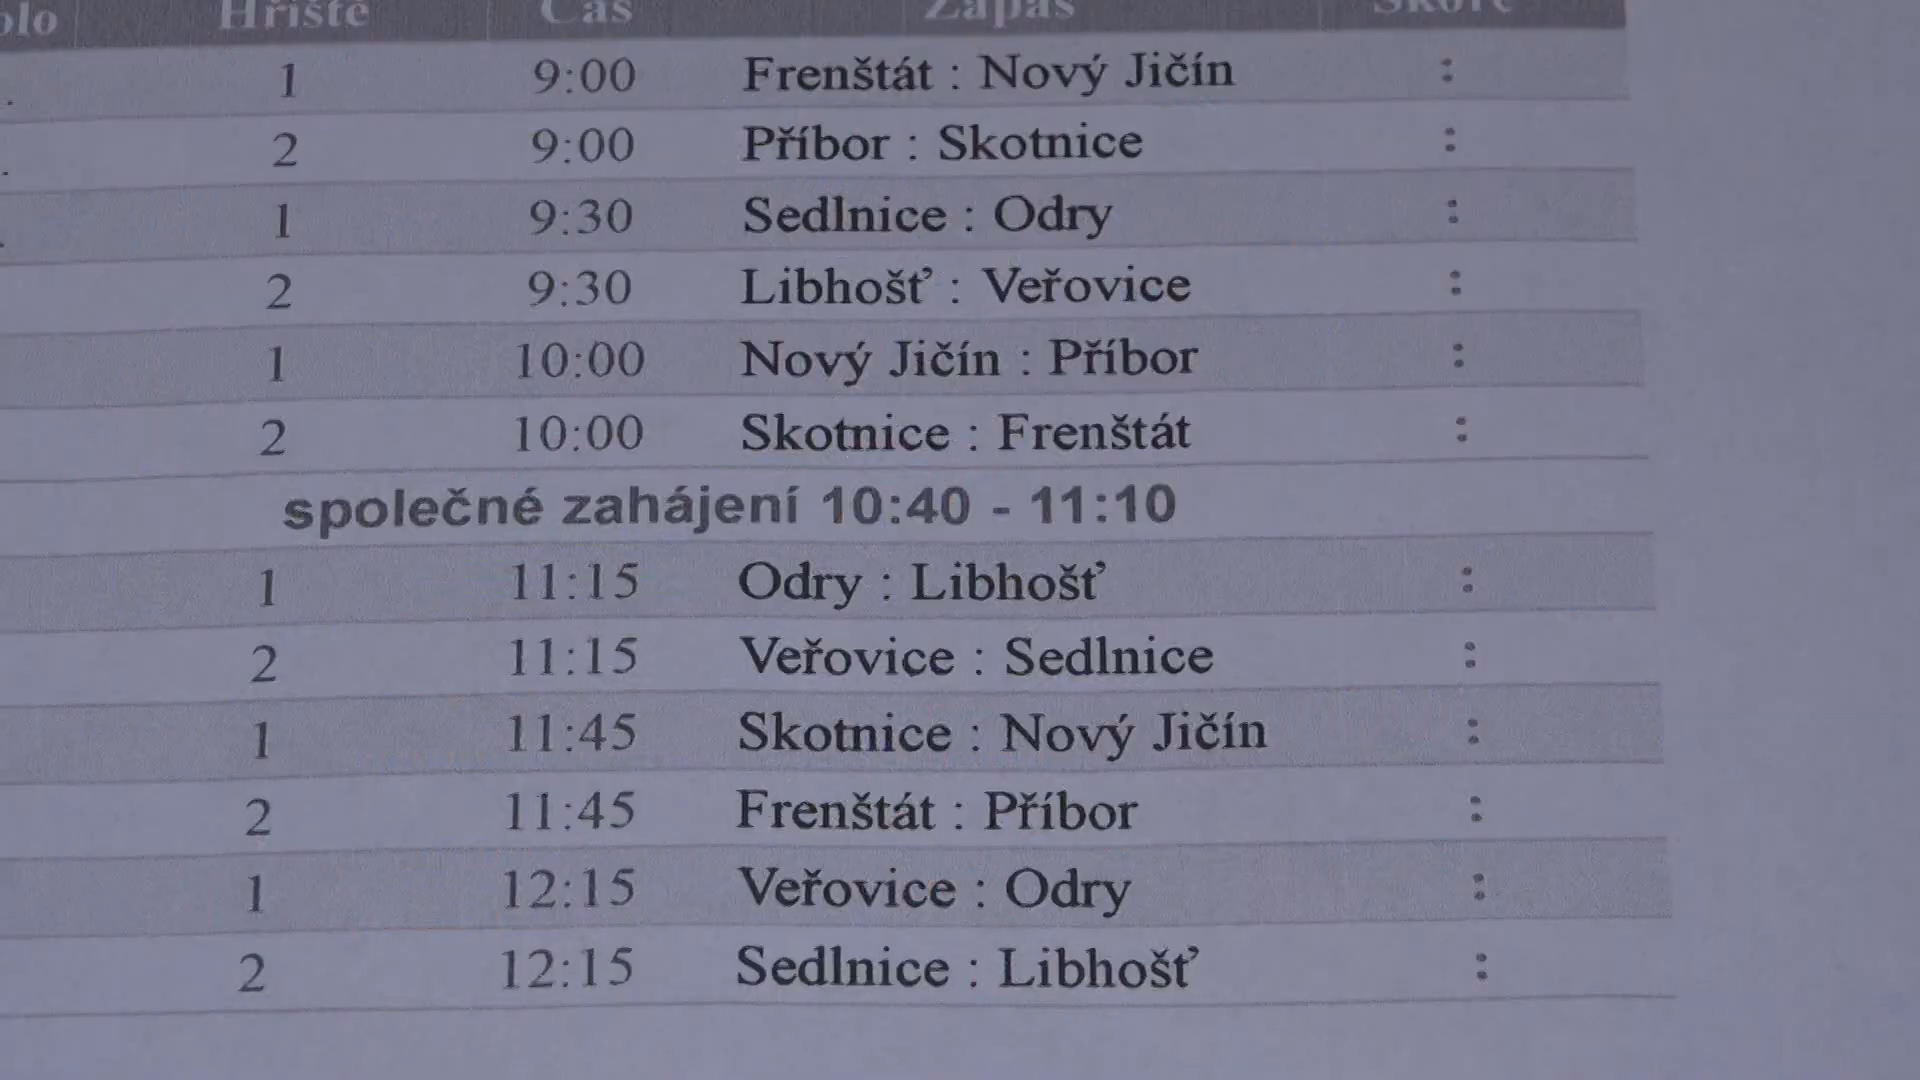 Hřiště Čas Zápas Skóre
1 9:00 Frenštát : Nový Jičín :
2 9:00 Příbor : Skotnice :
1 9:30 Sedlnice : Odry :
2 9:30 Libhošť : Veřovice :
1 10:00 Nový Jičín : Příbor :
2 10:00 Skotnice : Frenštát :
společné zahájení 10:40 - 11:10
1 11:15 Odry : Libhošť :
2 11:15 Veřovice : Sedlnice :
1 11:45 Skotnice : Nový Jičín :
2 11:45 Frenštát : Příbor :
1 12:15 Veřovice : Odry :
2 12:15 Sedlnice : Libhošť :